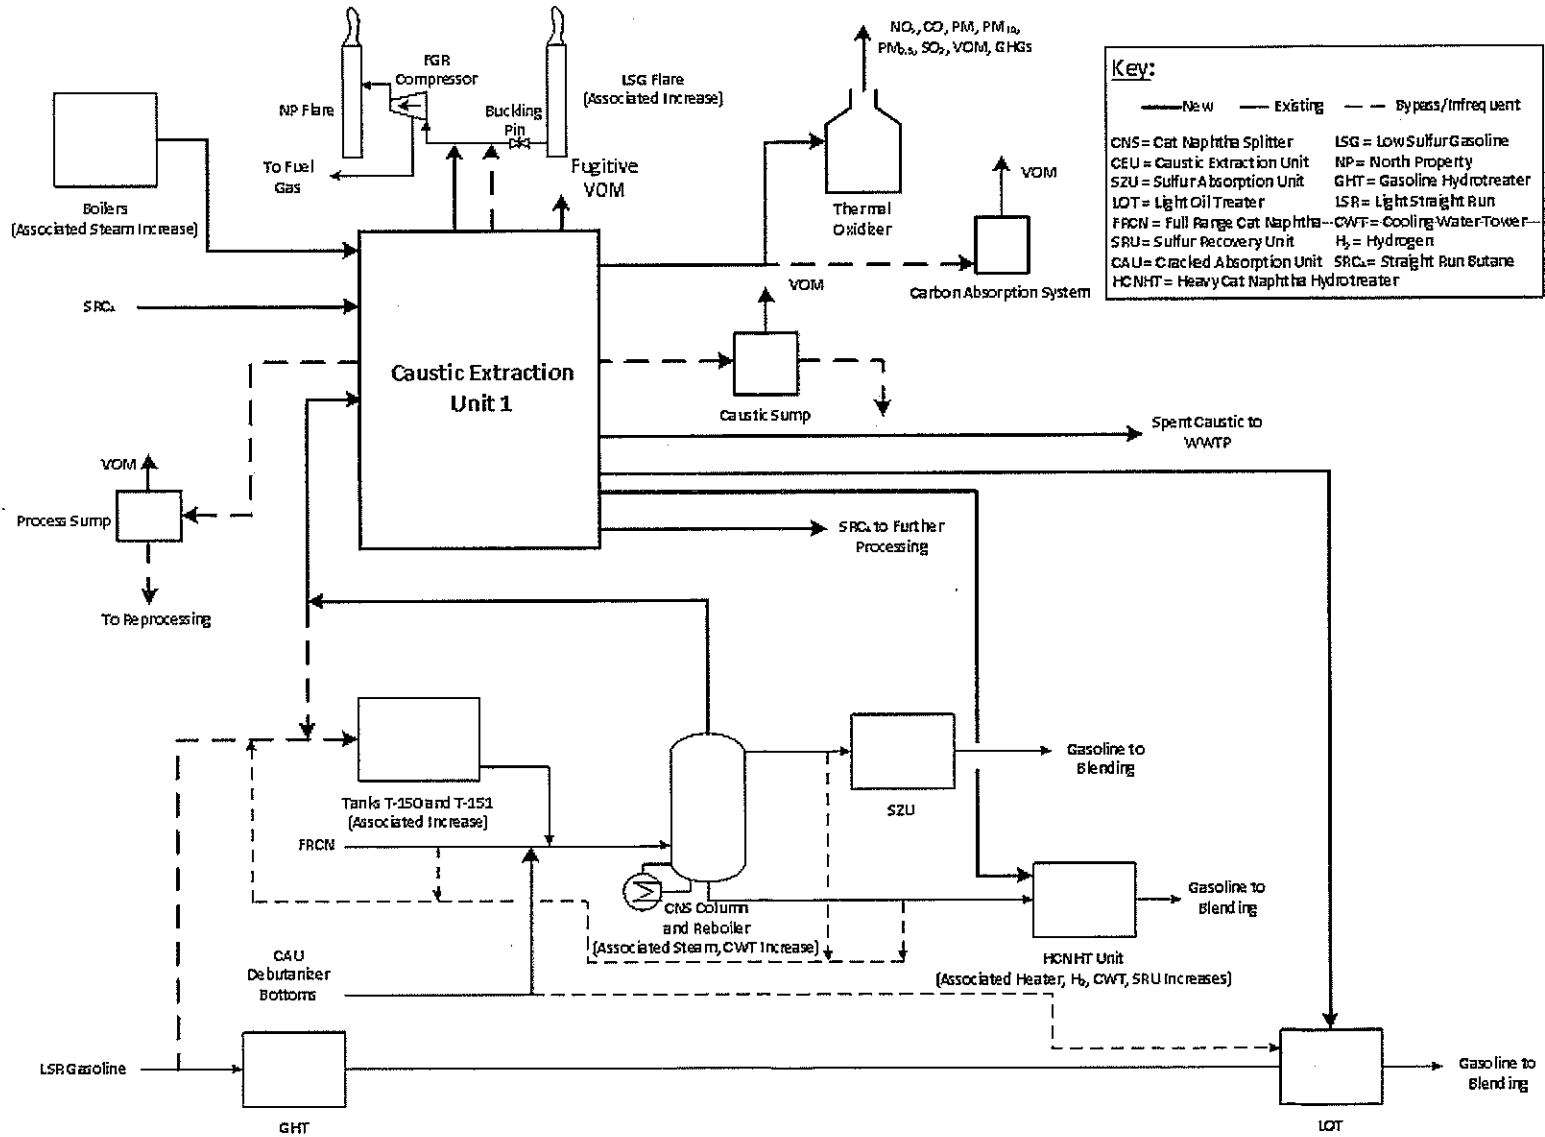 NOₓ, CO, PM, PM₁₀,
PM₂.₅, SO₂, VOM, GHGs
Key:
New
Existing
Bypass/Infrequent
CNS = Cat Naphtha Splitter
LSG = Low Sulfur Gasoline
CEU = Caustic Extraction Unit
NP = North Property
SZU = Sulfur Absorption Unit
GHT = Gasoline Hydrotreater
LOT = Light Oil Treater
LSR = Light Straight Run
FRCN = Full Range Cat Naphtha
CWT = Cooling Water Tower
SRU = Sulfur Recovery Unit
H₂ = Hydrogen
CAU = Cracked Absorption Unit
SRC₄ = Straight Run Butane
HCNHT = Heavy Cat Naphtha Hydrotreater
FGR
Compressor
NP Flare
LSG Flare
(Associated Increase)
Buckling
Pin
To Fuel
Gas
Fugitive
VOM
Boilers
(Associated Steam Increase)
Thermal
Oxidizer
VOM
Carbon Absorption System
SRC₄
VOM
Caustic Extraction
Unit 1
Caustic Sump
Spent Caustic to
WWTP
VOM
Process Sump
SRC₄ to Further
Processing
To Reprocessing
Tanks T-150 and T-151
(Associated Increase)
SZU
Gasoline to
Blending
FRCN
CNS Column
and Reboiler
(Associated Steam, CWT Increase)
Gasoline to
Blending
HCNHT Unit
(Associated Heater, H₂, CWT, SRU Increases)
CAU
Debutanizer
Bottoms
LSR Gasoline
GHT
Gasoline to
Blending
LOT